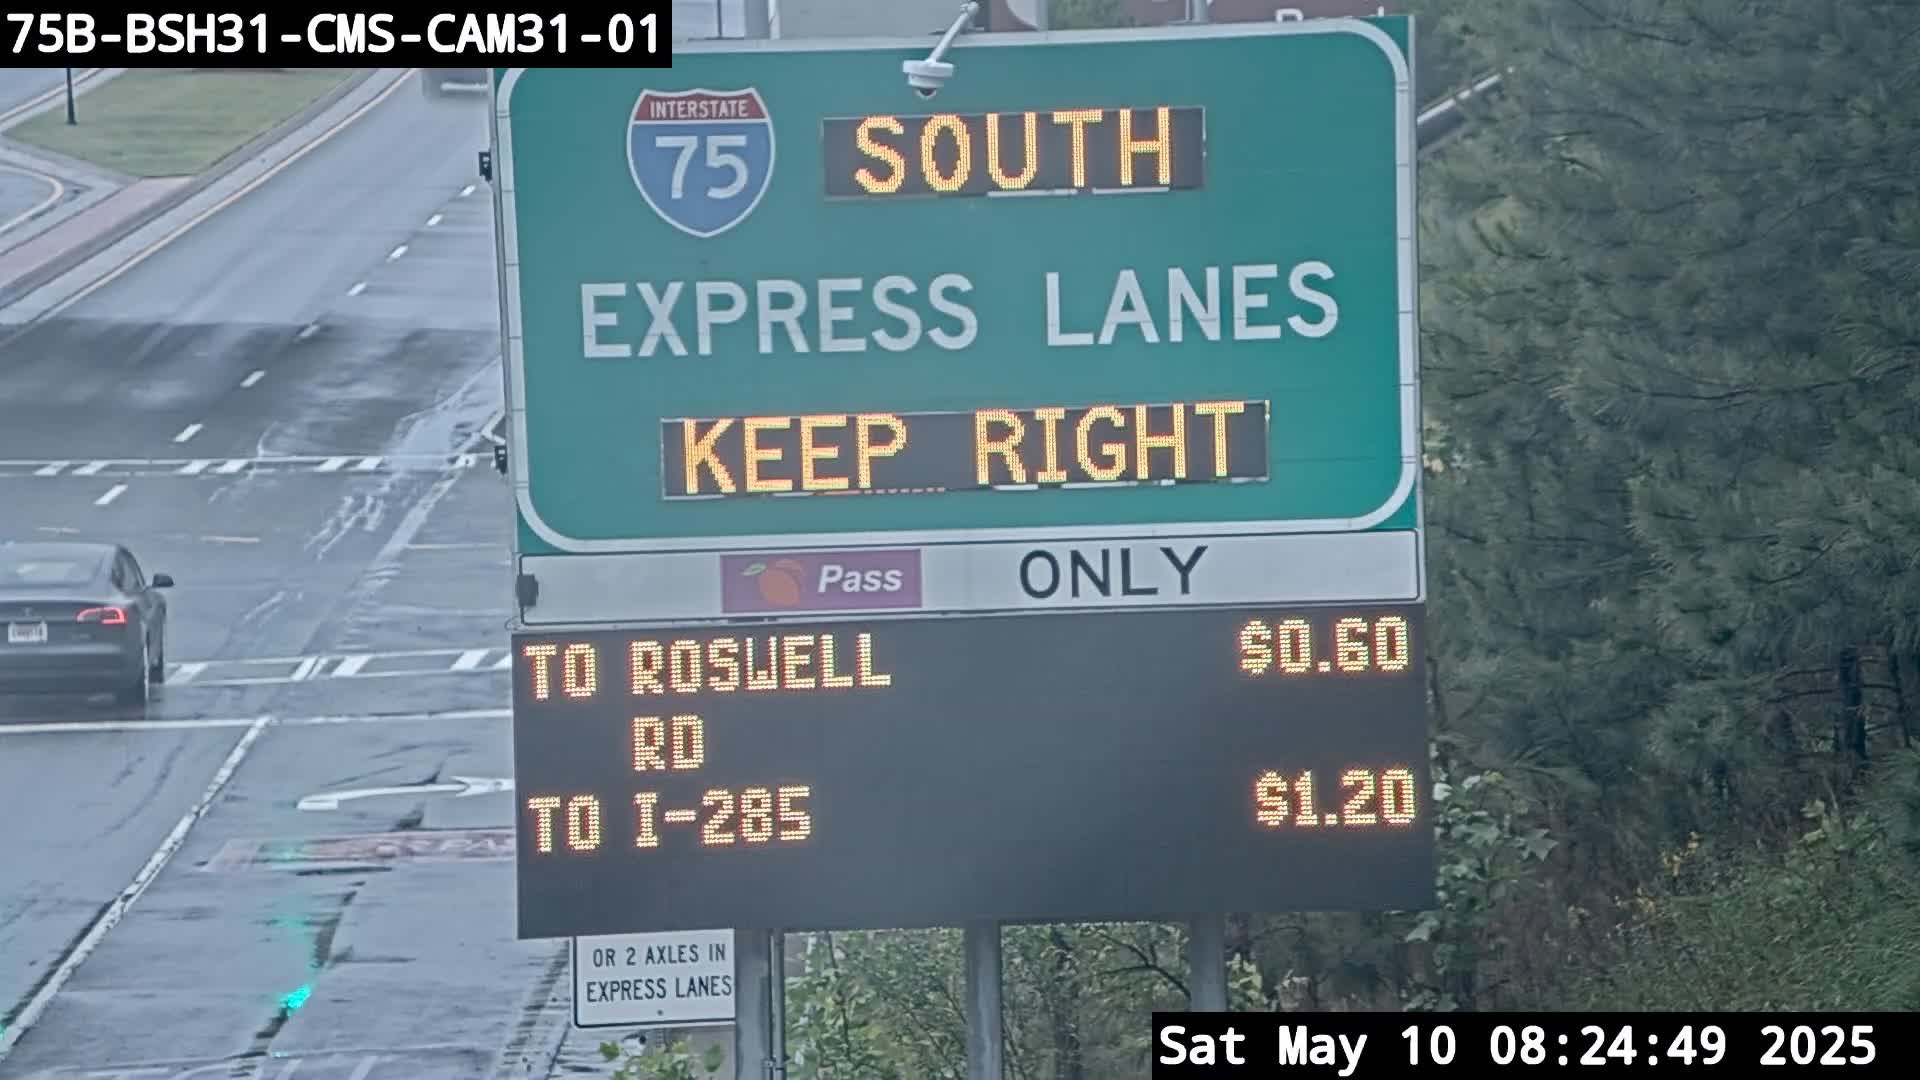 75B-BSH31-CMS-CAM31-01
INTERSTATE
75
SOUTH
EXPRESS LANES
KEEP RIGHT
Pass ONLY
TO ROSWELL $0.60
RD
TO I-285 $1.20
OR 2 AXLES IN
EXPRESS LANES
Sat May 10 08:24:49 2025